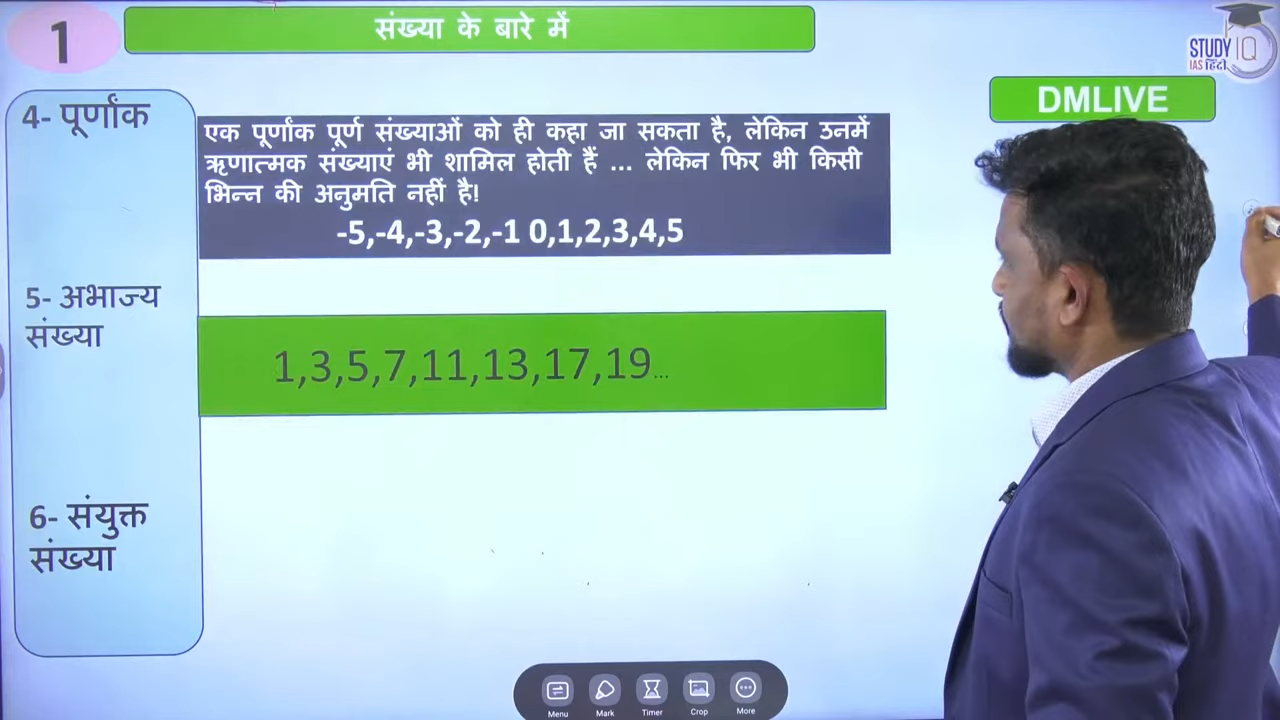 1
संख्या के बारे में
STUDY IQ
IAS हिंदी
DMLIVE
4- पूर्णांक
एक पूर्णांक पूर्ण संख्याओं को ही कहा जा सकता है, लेकिन उनमें
ऋणात्मक संख्याएं भी शामिल होती हैं ... लेकिन फिर भी किसी
भिन्न की अनुमति नहीं है!
-5,-4,-3,-2,-1 0,1,2,3,4,5
5- अभाज्य
संख्या
1,3,5,7,11,13,17,19...
6- संयुक्त
संख्या
Menu
Mark
Timer
Crop
More